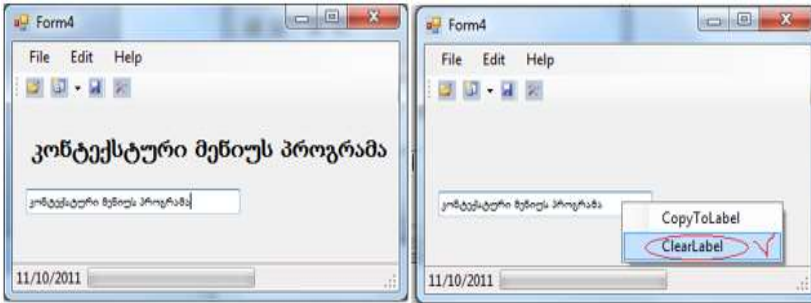 Form4
File Edit Help
კონტექსტური მენიუს პროგრამა
კონტექსტური მენიუს პროგრამა
11/10/2011
Form4
File Edit Help
კონტექსტური მენიუს პროგრამა
CopyToLabel
ClearLabel
11/10/2011